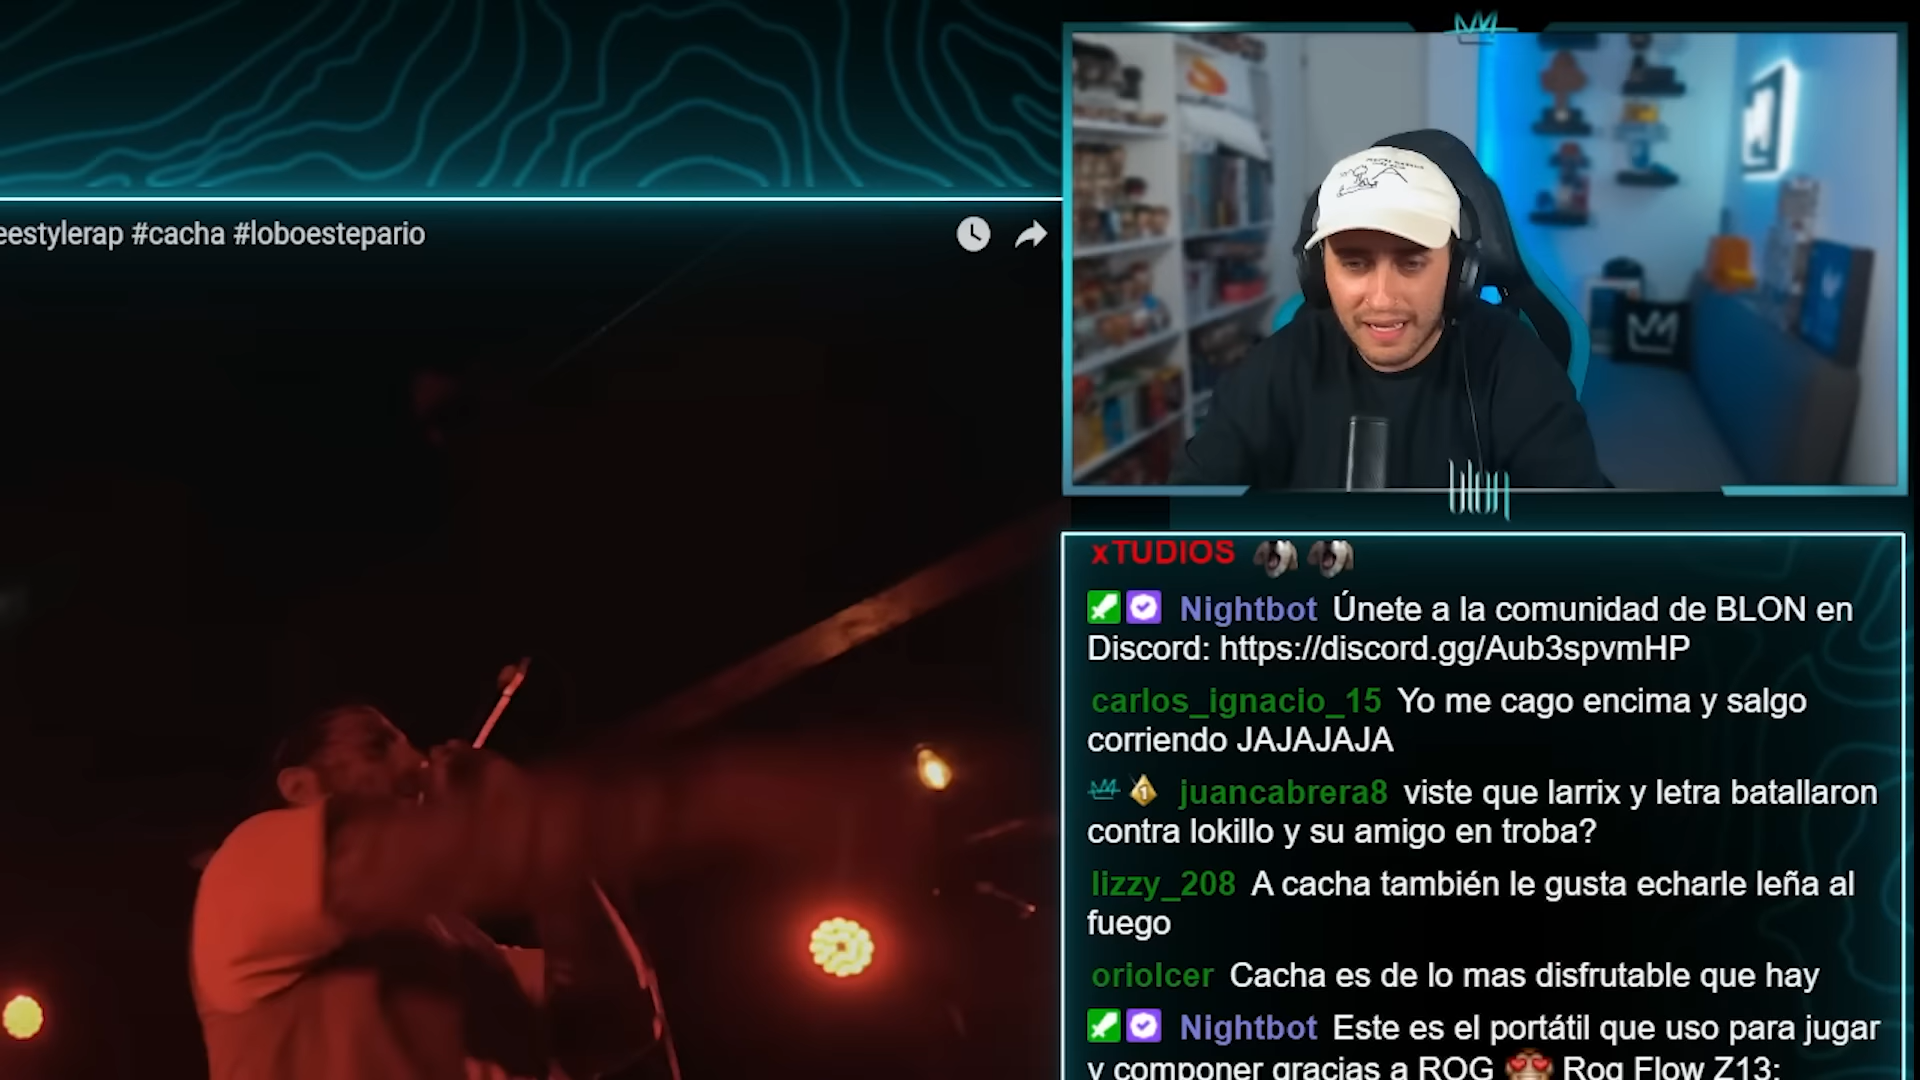 eestylerap #cacha #loboestepario
blon
xTUDIOS
Nightbot Únete a la comunidad de BLON en
Discord: https://discord.gg/Aub3spvmHP
carlos_ignacio_15 Yo me cago encima y salgo
corriendo JAJAJAJA
juancabrera8 viste que larrix y letra batallaron
contra lokillo y su amigo en troba?
lizzy_208 A cacha también le gusta echarle leña al
fuego
oriolcer Cacha es de lo mas disfrutable que hay
Nightbot Este es el portátil que uso para jugar
y componer gracias a ROG Rog Flow Z13: